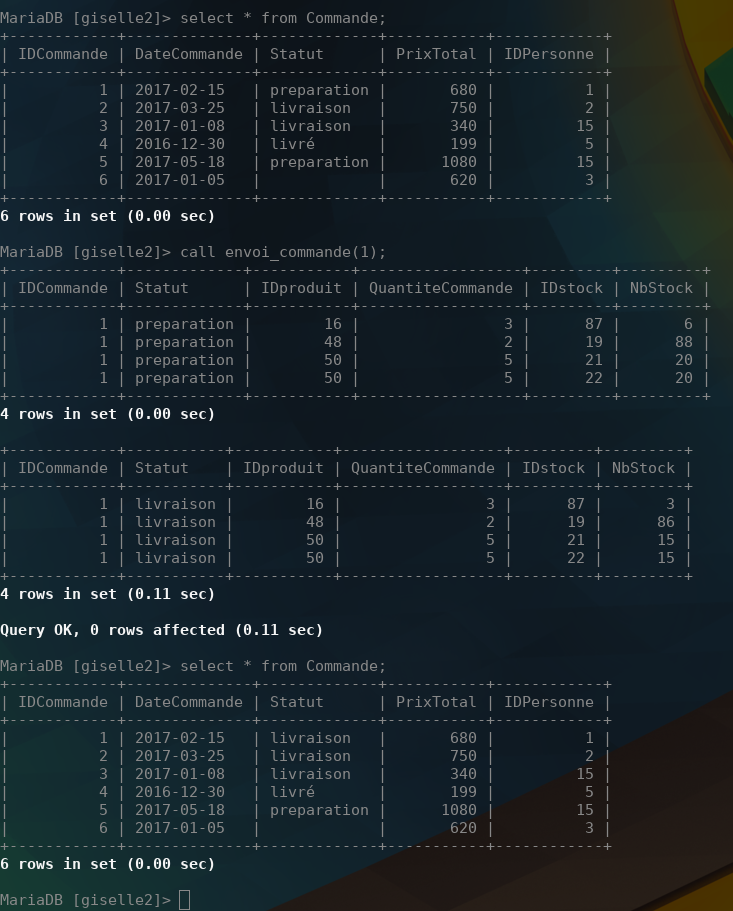 MariaDB [giselle2]> select * from Commande;
+------------+--------------+-------------+-----------+------------+
| IDCommande | DateCommande | Statut      | PrixTotal | IDPersonne |
+------------+--------------+-------------+-----------+------------+
|          1 | 2017-02-15   | preparation |       680 |          1 |
|          2 | 2017-03-25   | livraison   |       750 |          2 |
|          3 | 2017-01-08   | livraison   |       340 |         15 |
|          4 | 2016-12-30   | livré       |       199 |          5 |
|          5 | 2017-05-18   | preparation |      1080 |         15 |
|          6 | 2017-01-05   |             |       620 |          3 |
+------------+--------------+-------------+-----------+------------+
6 rows in set (0.00 sec)

MariaDB [giselle2]> call envoi_commande(1);
+------------+-------------+-----------+------------------+---------+---------+
| IDCommande | Statut      | IDproduit | QuantiteCommande | IDstock | NbStock |
+------------+-------------+-----------+------------------+---------+---------+
|          1 | preparation |        16 |                3 |      87 |       6 |
|          1 | preparation |        48 |                2 |      19 |      88 |
|          1 | preparation |        50 |                5 |      21 |      20 |
|          1 | preparation |        50 |                5 |      22 |      20 |
+------------+-------------+-----------+------------------+---------+---------+
4 rows in set (0.00 sec)

+------------+-----------+-----------+------------------+---------+---------+
| IDCommande | Statut    | IDproduit | QuantiteCommande | IDstock | NbStock |
+------------+-----------+-----------+------------------+---------+---------+
|          1 | livraison |        16 |                3 |      87 |       3 |
|          1 | livraison |        48 |                2 |      19 |      86 |
|          1 | livraison |        50 |                5 |      21 |      15 |
|          1 | livraison |        50 |                5 |      22 |      15 |
+------------+-----------+-----------+------------------+---------+---------+
4 rows in set (0.11 sec)

Query OK, 0 rows affected (0.11 sec)

MariaDB [giselle2]> select * from Commande;
+------------+--------------+-------------+-----------+------------+
| IDCommande | DateCommande | Statut      | PrixTotal | IDPersonne |
+------------+--------------+-------------+-----------+------------+
|          1 | 2017-02-15   | livraison   |       680 |          1 |
|          2 | 2017-03-25   | livraison   |       750 |          2 |
|          3 | 2017-01-08   | livraison   |       340 |         15 |
|          4 | 2016-12-30   | livré       |       199 |          5 |
|          5 | 2017-05-18   | preparation |      1080 |         15 |
|          6 | 2017-01-05   |             |       620 |          3 |
+------------+--------------+-------------+-----------+------------+
6 rows in set (0.00 sec)

MariaDB [giselle2]>